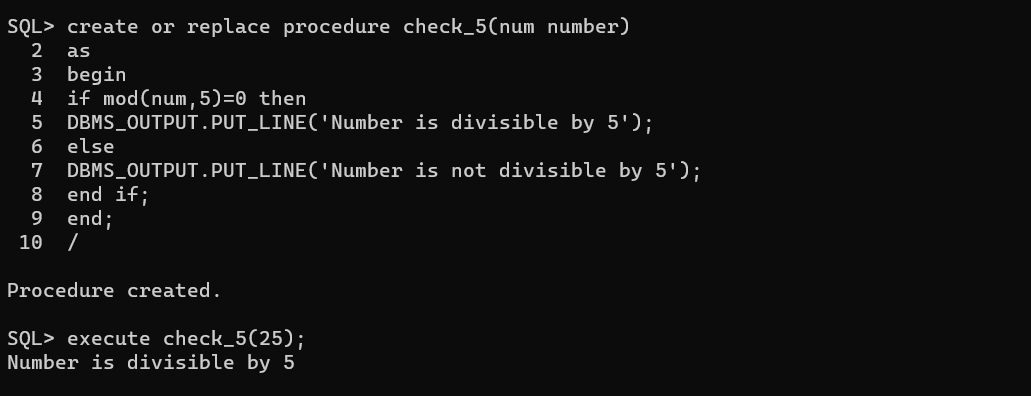 SQL> create or replace procedure check_5(num number)
  2  as
  3  begin
  4  if mod(num,5)=0 then
  5  DBMS_OUTPUT.PUT_LINE('Number is divisible by 5');
  6  else
  7  DBMS_OUTPUT.PUT_LINE('Number is not divisible by 5');
  8  end if;
  9  end;
 10  /
Procedure created.
SQL> execute check_5(25);
Number is divisible by 5